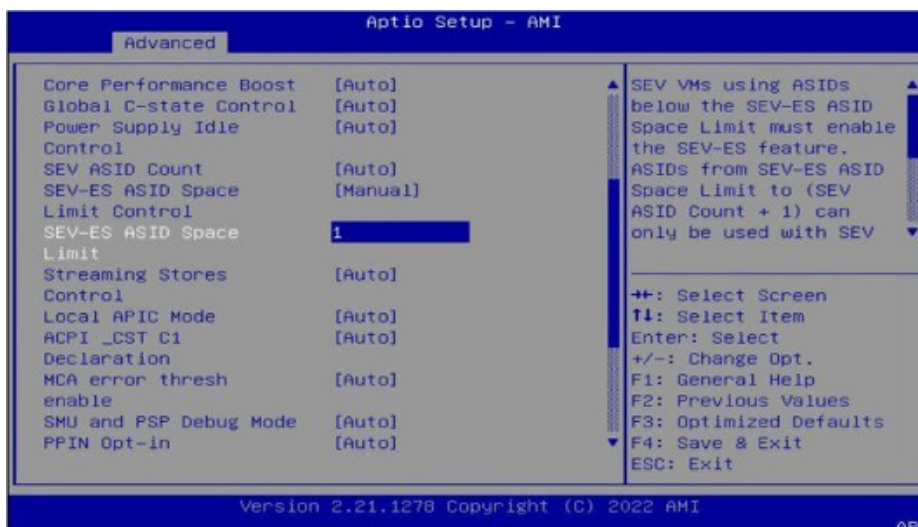 Aptio Setup - AMI
Advanced
Core Performance Boost [Auto]
Global C-state Control [Auto]
Power Supply Idle [Auto]
Control
SEV ASID Count [Auto]
SEV-ES ASID Space [Manual]
Limit Control
SEV-ES ASID Space 1
Limit
Streaming Stores [Auto]
Control
Local APIC Mode [Auto]
ACPI _CST C1 [Auto]
Declaration
MCA error thresh [Auto]
enable
SMU and PSP Debug Mode [Auto]
PPIN Opt-in [Auto]
SEV VMs using ASIDs
below the SEV-ES ASID
Space Limit must enable
the SEV-ES feature.
ASIDs from SEV-ES ASID
Space Limit to (SEV
ASID Count + 1) can
only be used with SEV
→←: Select Screen
↑↓: Select Item
Enter: Select
+/-: Change Opt.
F1: General Help
F2: Previous Values
F3: Optimized Defaults
F4: Save & Exit
ESC: Exit
Version 2.21.1278 Copyright (C) 2022 AMI